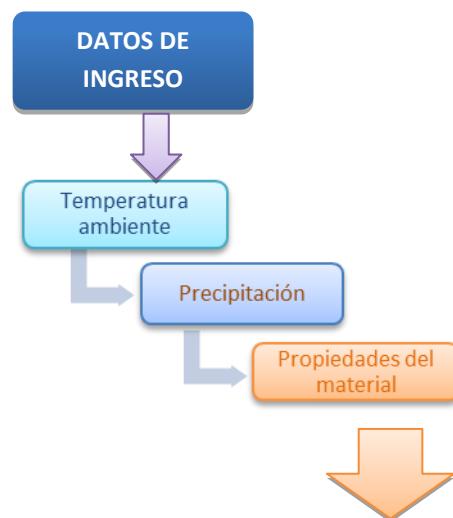 DATOS DE
INGRESO
Temperatura
ambiente
Precipitación
Propiedades del
material